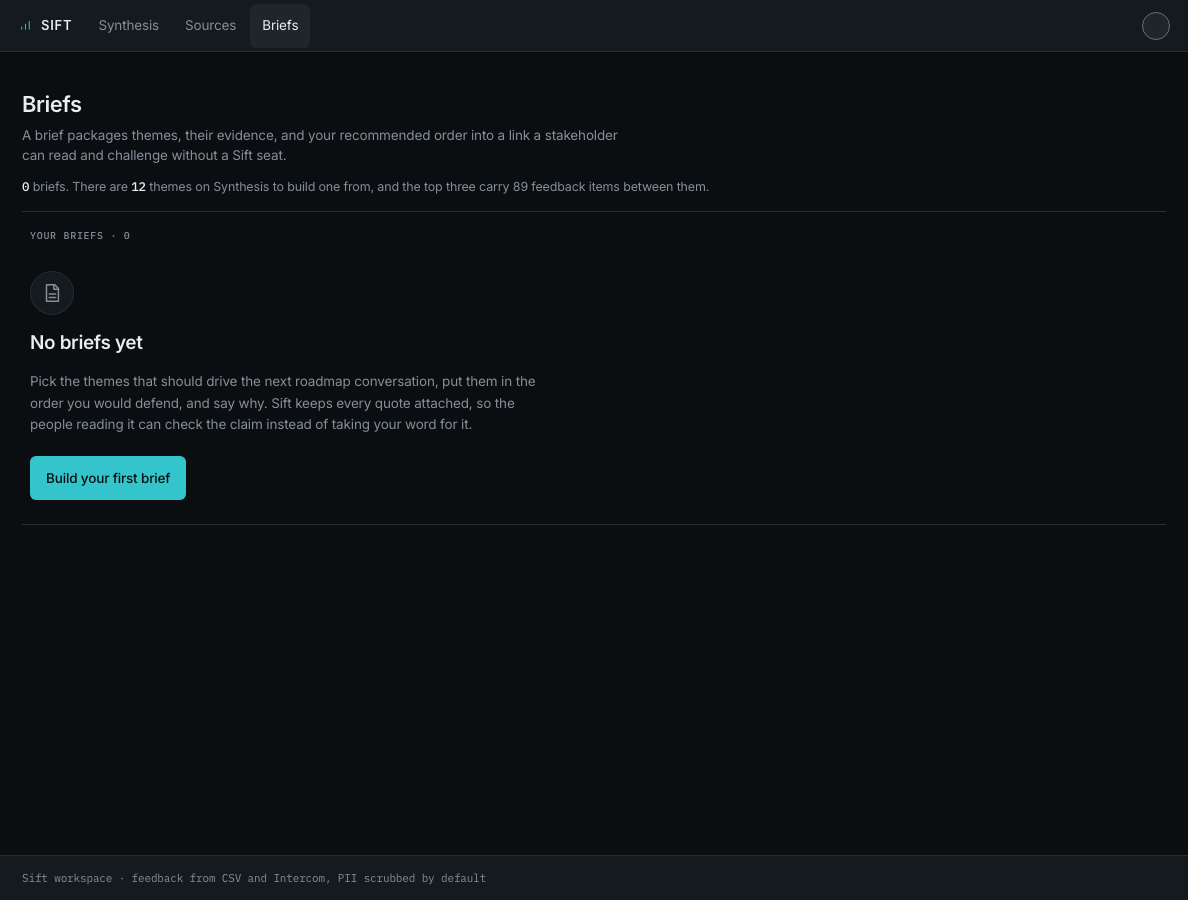 SIFT Synthesis Sources Briefs
Briefs
A brief packages themes, their evidence, and your recommended order into a link a stakeholder
can read and challenge without a Sift seat.
0 briefs. There are 12 themes on Synthesis to build one from, and the top three carry 89 feedback items between them.
YOUR BRIEFS · 0
No briefs yet
Pick the themes that should drive the next roadmap conversation, put them in the
order you would defend, and say why. Sift keeps every quote attached, so the
people reading it can check the claim instead of taking your word for it.
Build your first brief
Sift workspace · feedback from CSV and Intercom, PII scrubbed by default